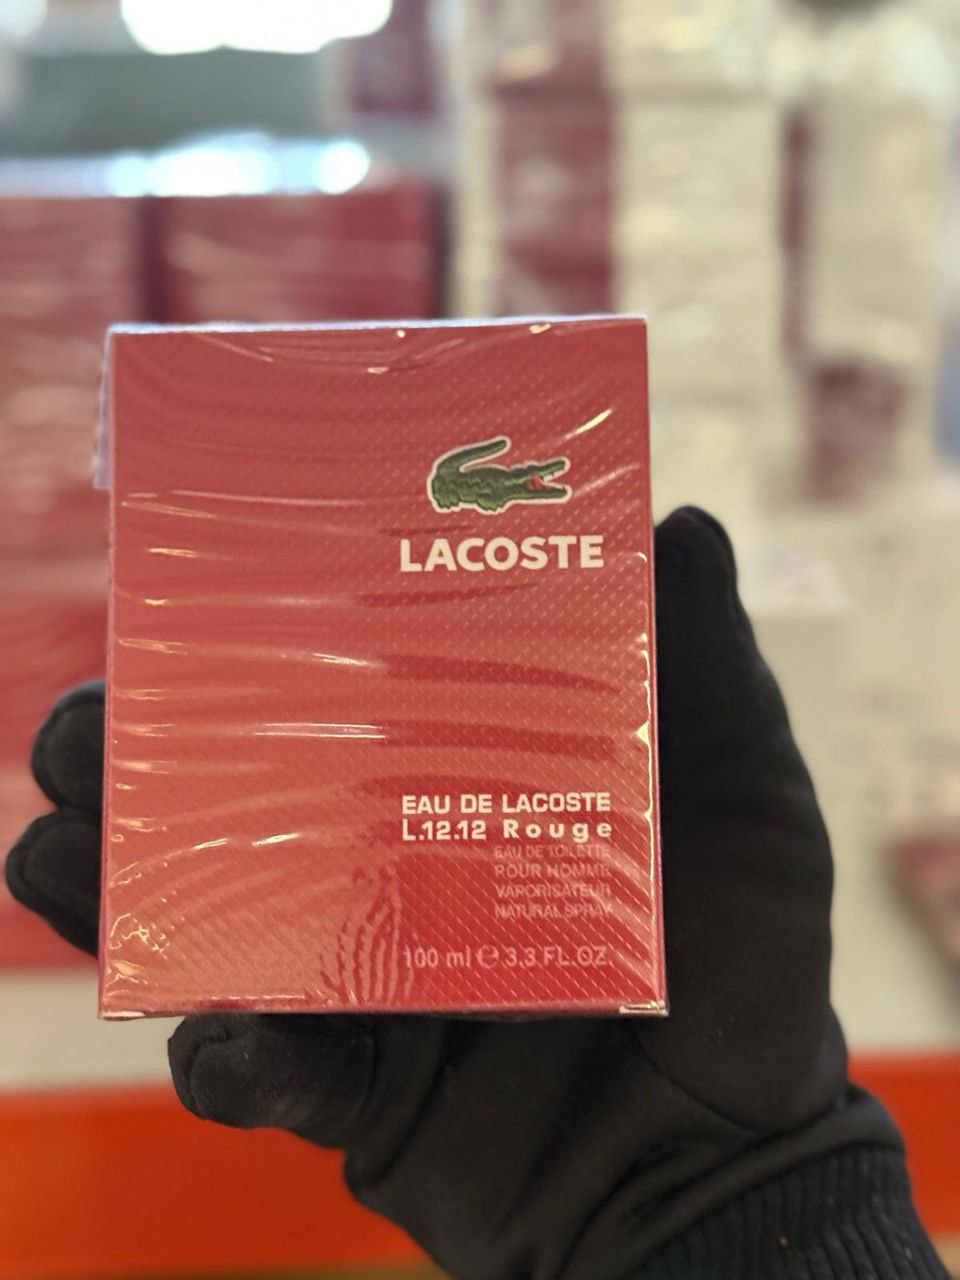 LACOSTE
EAU DE LACOSTE
L.12.12 Rouge
EAU DE TOILETTE
POUR HOMME
VAPORISATEUR
NATURAL SPRAY
100 ml ℮ 3.3 FL.OZ.